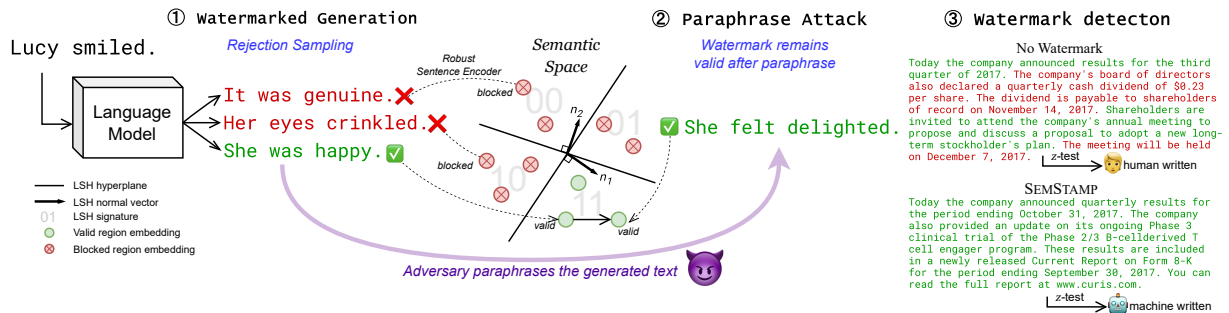 ① Watermarked Generation
Rejection Sampling
Lucy smiled.
Language
Model
It was genuine.
Her eyes crinkled.
She was happy.
LSH hyperplane
LSH normal vector
01 LSH signature
Valid region embedding
Blocked region embedding
Robust
Sentence Encoder
Semantic
Space
blocked
00
01
n2
blocked
10
n1
11
valid
valid
Adversary paraphrases the generated text
② Paraphrase Attack
Watermark remains
valid after paraphrase
She felt delighted.
③ Watermark detecton
No Watermark
Today the company announced results for the third
quarter of 2017. The company's board of directors
also declared a quarterly cash dividend of $0.23
per share. The dividend is payable to shareholders
of record on November 14, 2017. Shareholders are
invited to attend the company's annual meeting to
propose and discuss a proposal to adopt a new long-
term stockholder's plan. The meeting will be held
on December 7, 2017.
z-test
human written
SEMSTAMP
Today the company announced quarterly results for
the period ending October 31, 2017. The company
also provided an update on its ongoing Phase 3
clinical trial of the Phase 2/3 B-cellderived T
cell engager program. These results are included
in a newly released Current Report on Form 8-K
for the period ending September 30, 2017. You can
read the full report at www.curis.com.
z-test
machine written